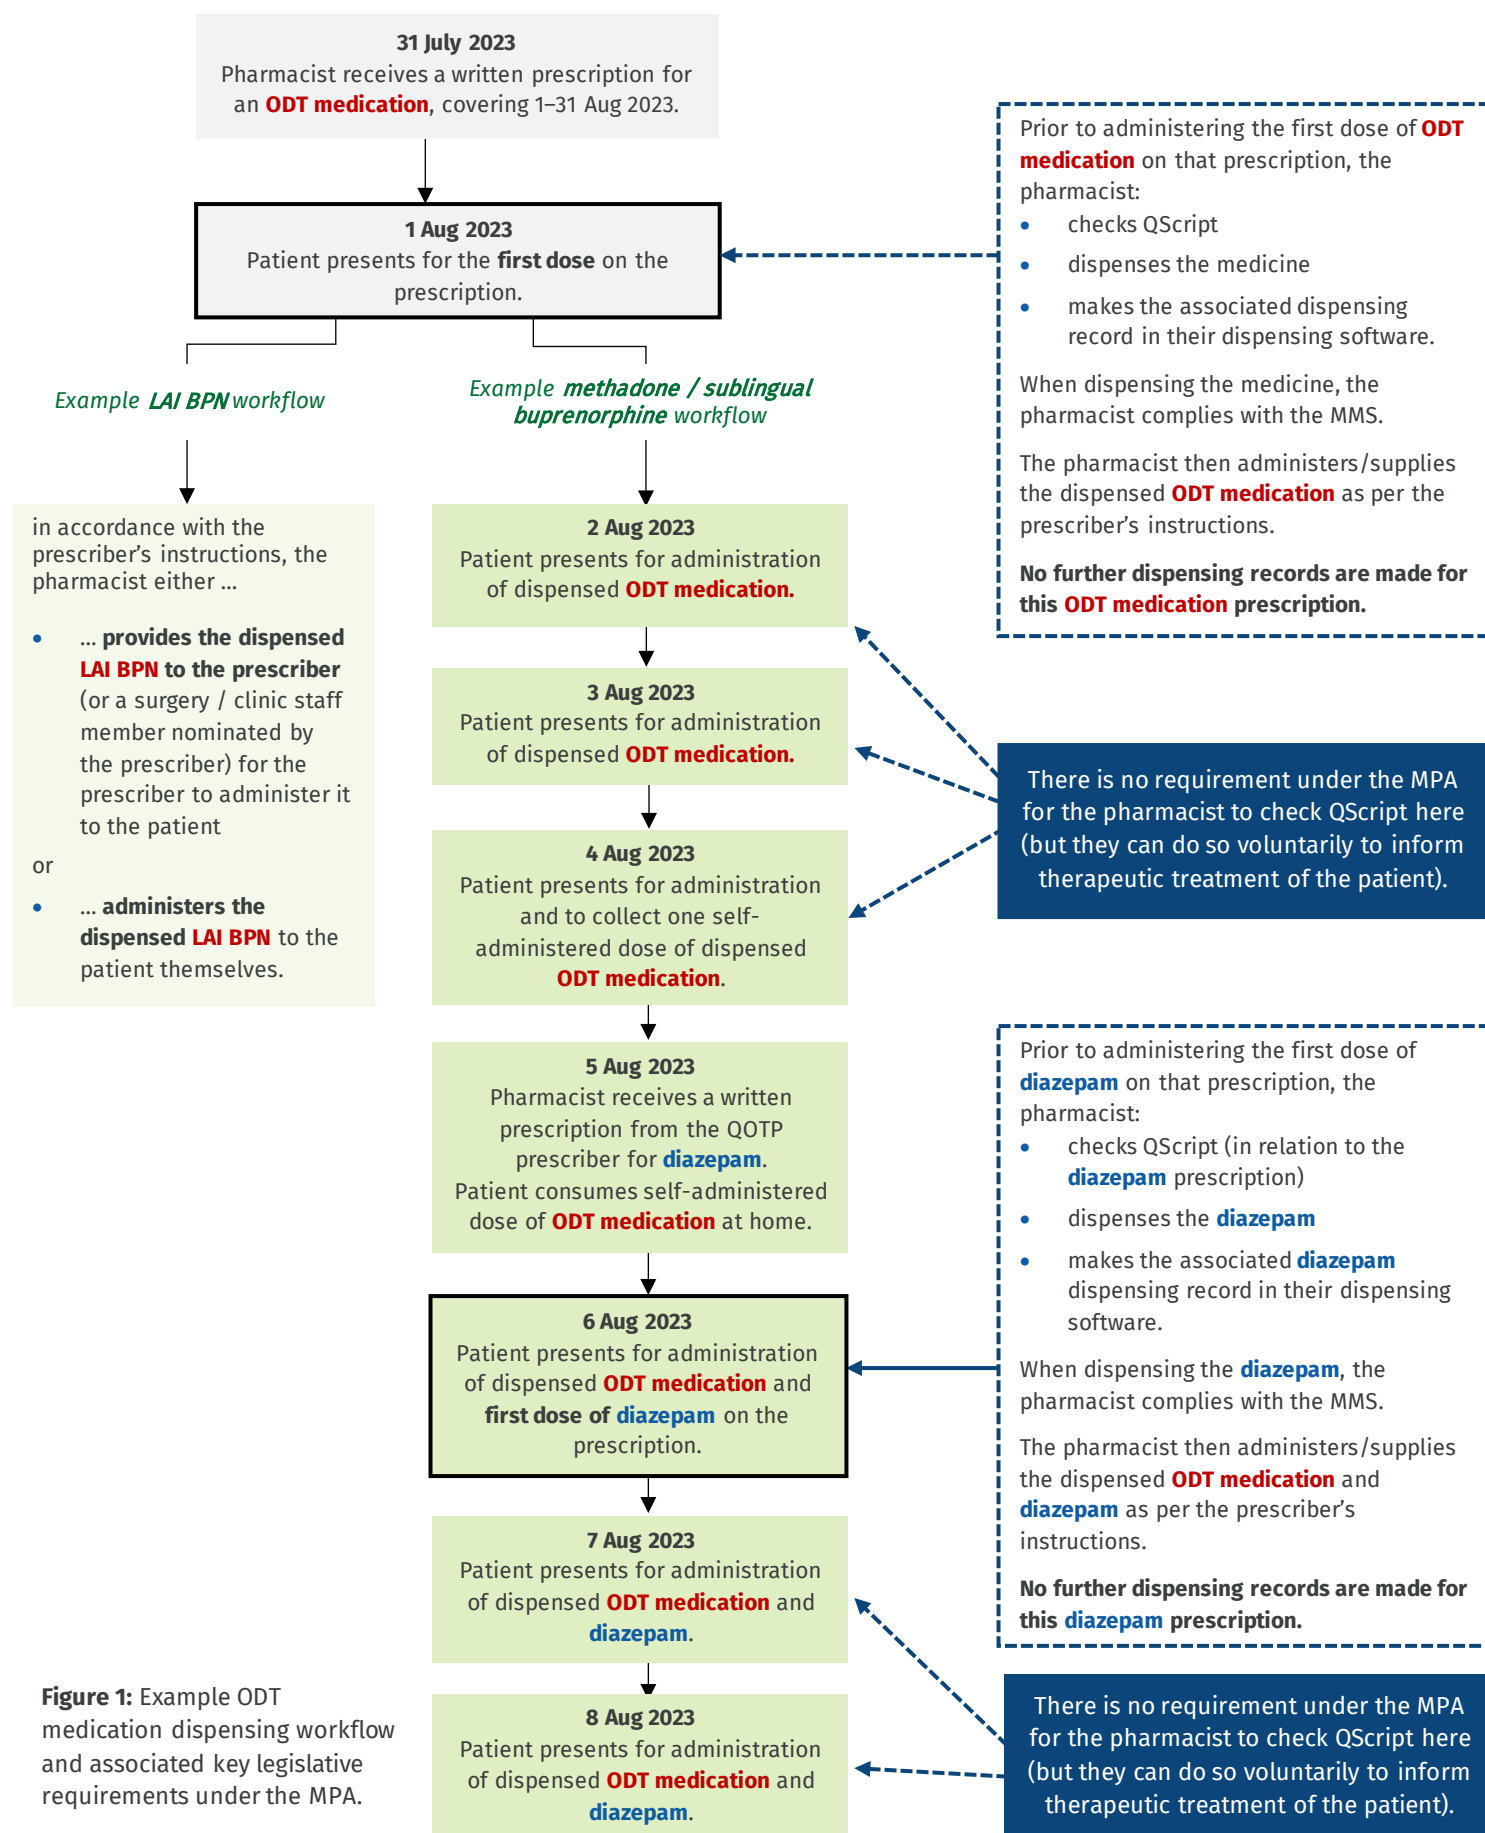 31 July 2023
Pharmacist receives a written prescription for
an ODT medication, covering 1–31 Aug 2023.
1 Aug 2023
Patient presents for the first dose on the
prescription.
Prior to administering the first dose of ODT
medication on that prescription, the
pharmacist:
• checks QScript
• dispenses the medicine
• makes the associated dispensing
record in their dispensing software.
When dispensing the medicine, the
pharmacist complies with the MMS.
The pharmacist then administers/supplies
the dispensed ODT medication as per the
prescriber's instructions.
No further dispensing records are made for
this ODT medication prescription.
Example LAI BPN workflow
in accordance with the
prescriber's instructions, the
pharmacist either ...
• ... provides the dispensed
LAI BPN to the prescriber
(or a surgery / clinic staff
member nominated by
the prescriber) for the
prescriber to administer it
to the patient
or
• ... administers the
dispensed LAI BPN to the
patient themselves.
Example methadone / sublingual
buprenorphine workflow
2 Aug 2023
Patient presents for administration
of dispensed ODT medication.
3 Aug 2023
Patient presents for administration
of dispensed ODT medication.
4 Aug 2023
Patient presents for administration
and to collect one self-
administered dose of dispensed
ODT medication.
There is no requirement under the MPA
for the pharmacist to check QScript here
(but they can do so voluntarily to inform
therapeutic treatment of the patient).
5 Aug 2023
Pharmacist receives a written
prescription from the QOTP
prescriber for diazepam.
Patient consumes self-administered
dose of ODT medication at home.
6 Aug 2023
Patient presents for administration
of dispensed ODT medication and
first dose of diazepam on the
prescription.
Prior to administering the first dose of
diazepam on that prescription, the
pharmacist:
• checks QScript (in relation to the
diazepam prescription)
• dispenses the diazepam
• makes the associated diazepam
dispensing record in their dispensing
software.
When dispensing the diazepam, the
pharmacist complies with the MMS.
The pharmacist then administers/supplies
the dispensed ODT medication and
diazepam as per the prescriber's
instructions.
No further dispensing records are made for
this diazepam prescription.
7 Aug 2023
Patient presents for administration
of dispensed ODT medication and
diazepam.
8 Aug 2023
Patient presents for administration
of dispensed ODT medication and
diazepam.
There is no requirement under the MPA
for the pharmacist to check QScript here
(but they can do so voluntarily to inform
therapeutic treatment of the patient).
Figure 1: Example ODT
medication dispensing workflow
and associated key legislative
requirements under the MPA.